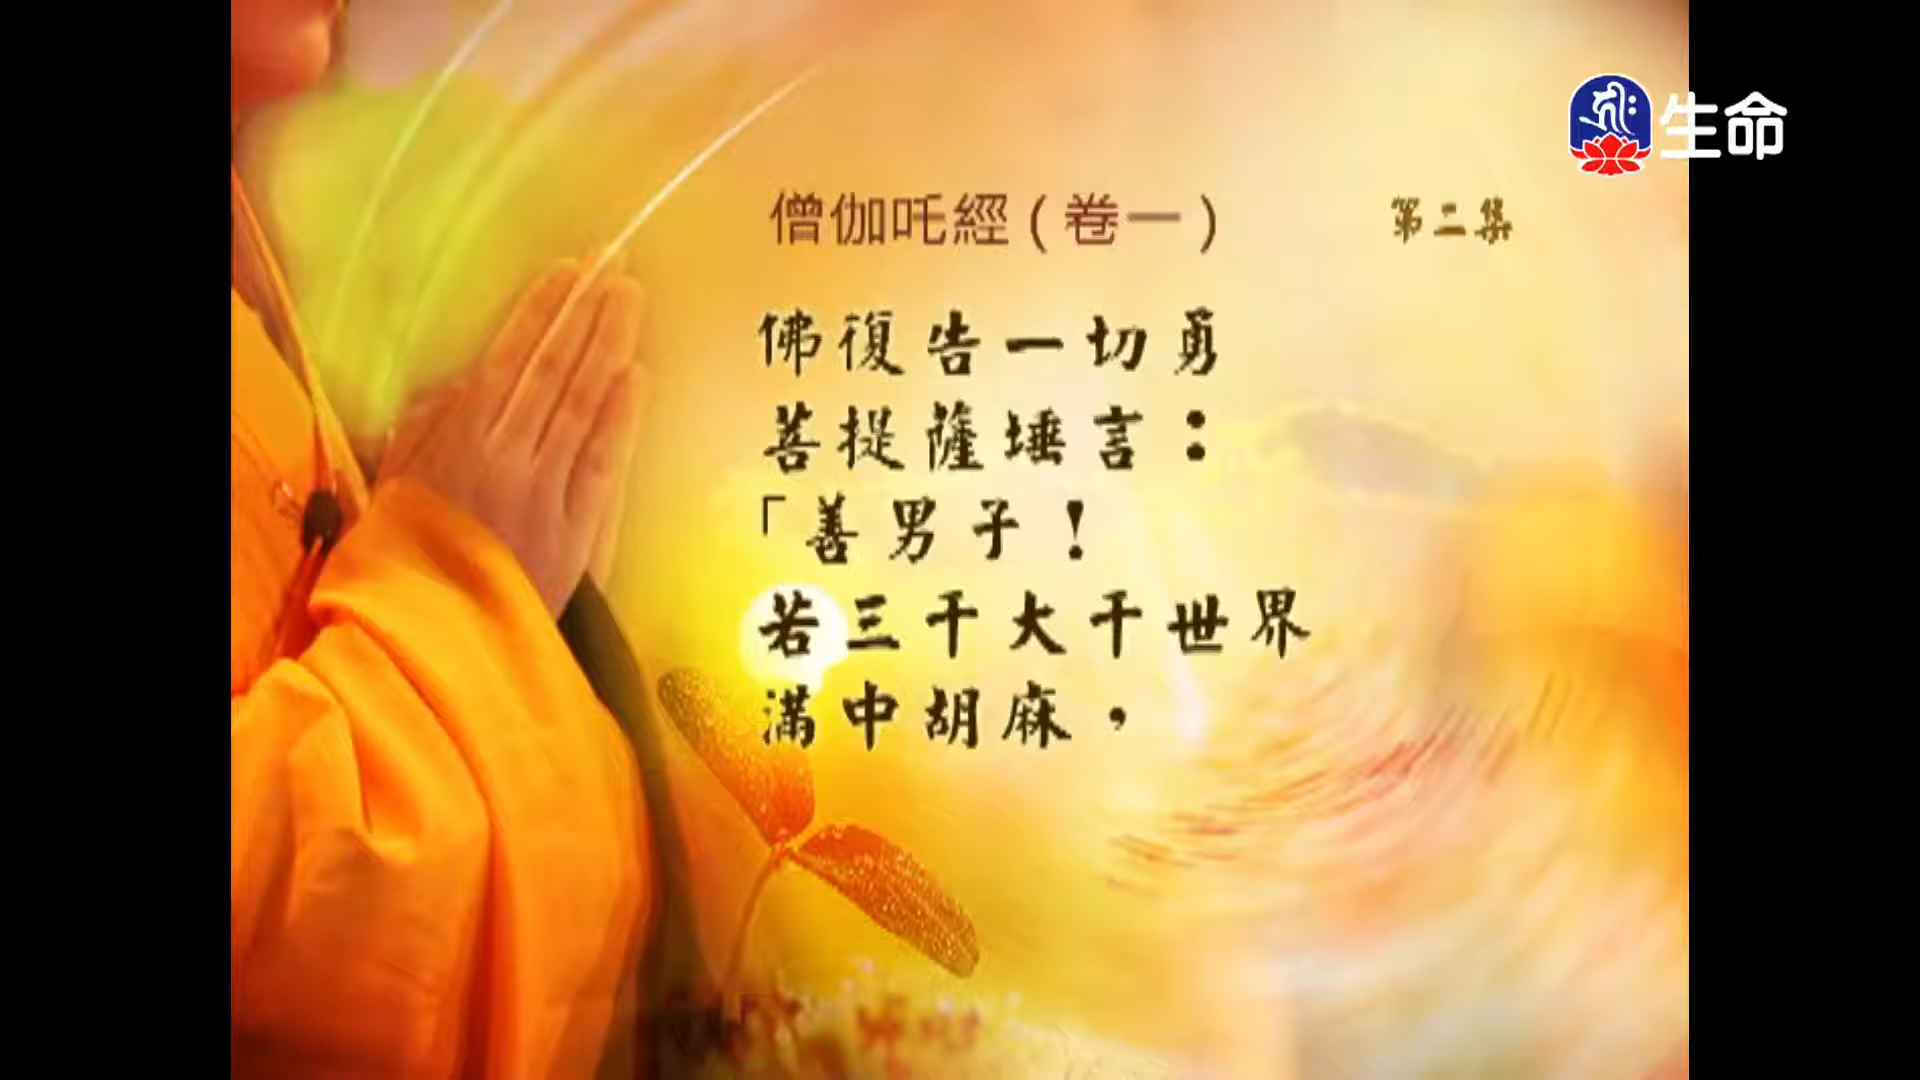 生命
僧伽吒經(卷一) 第二集
佛復告一切勇
菩提薩埵言：
「善男子！
若三千大千世界
滿中胡麻，